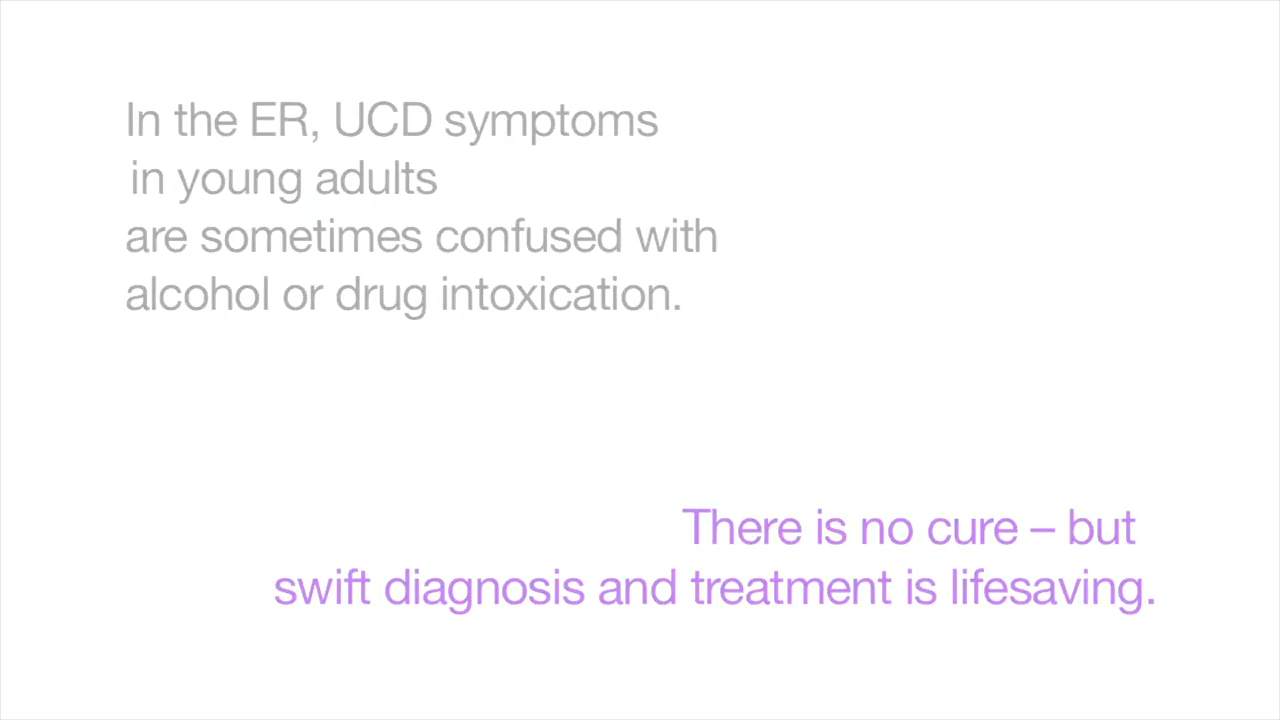 In the ER, UCD symptoms
in young adults
are sometimes confused with
alcohol or drug intoxication.
There is no cure – but
swift diagnosis and treatment is lifesaving.